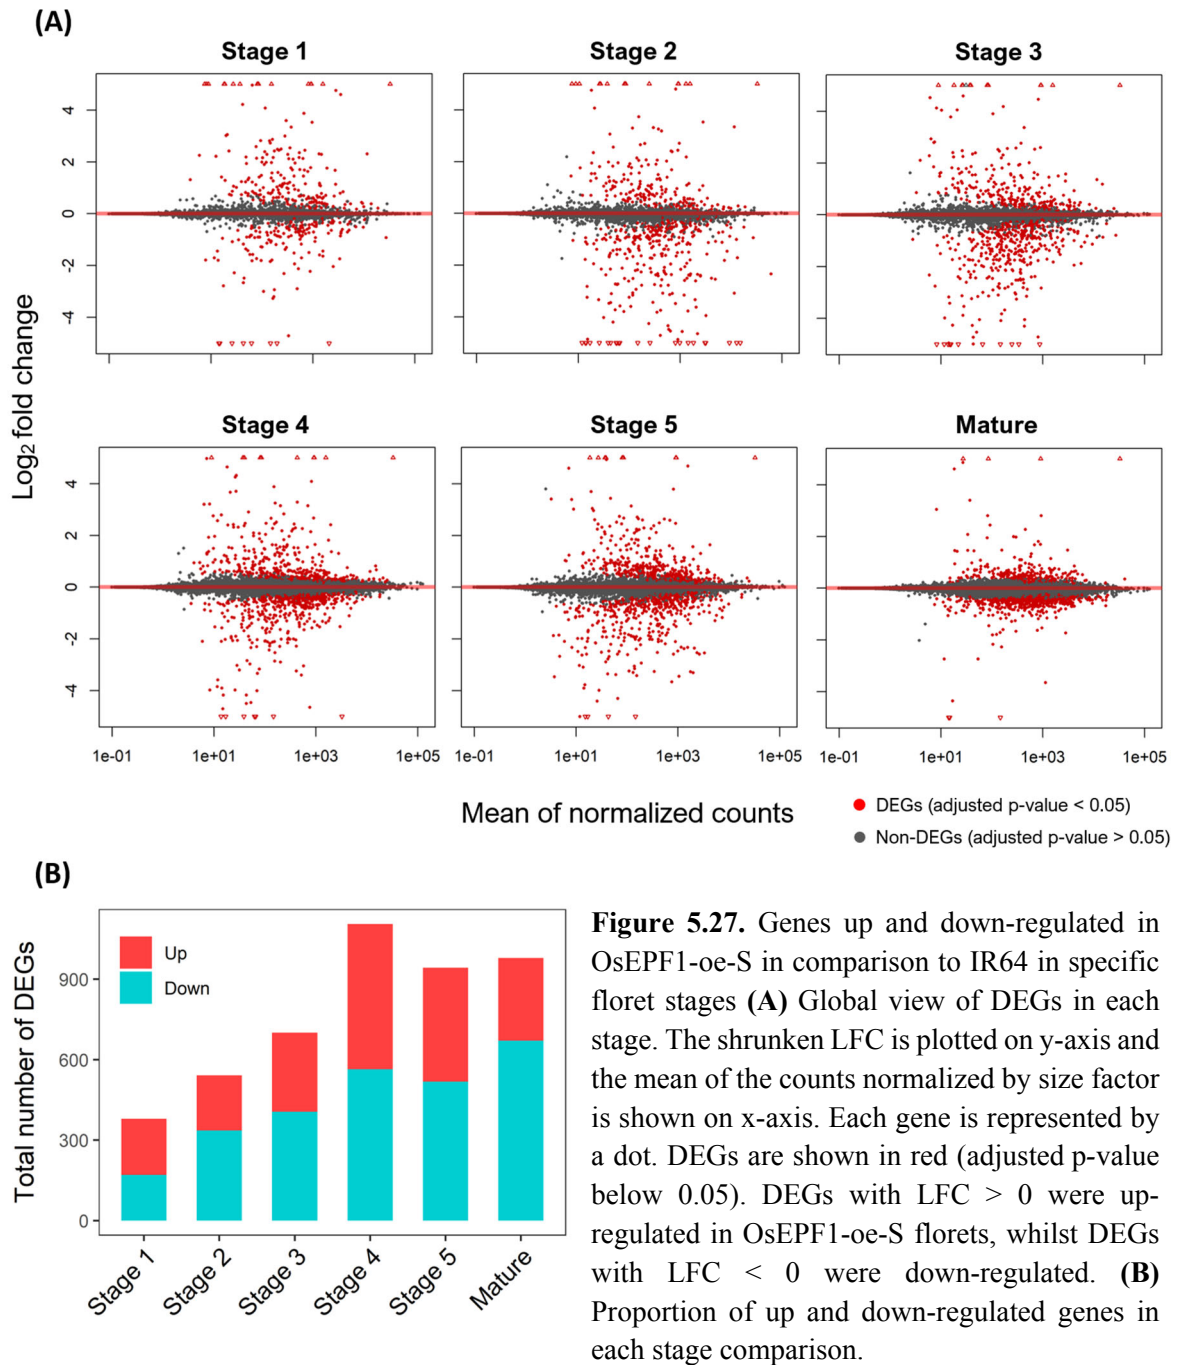 (A)
Stage 1
Stage 2
Stage 3
4
2
0
-2
-4
Log2 fold change
Stage 4
Stage 5
Mature
4
2
0
-2
-4
1e-01
1e+01
1e+03
1e+05
1e-01
1e+01
1e+03
1e+05
1e-01
1e+01
1e+03
1e+05
Mean of normalized counts
DEGs (adjusted p-value < 0.05)
Non-DEGs (adjusted p-value > 0.05)
(B)
Total number of DEGs
900
600
300
0
Up
Down
Stage 1
Stage 2
Stage 3
Stage 4
Stage 5
Mature
Figure 5.27. Genes up and down-regulated in
OsEPF1-oe-S in comparison to IR64 in specific
floret stages (A) Global view of DEGs in each
stage. The shrunken LFC is plotted on y-axis and
the mean of the counts normalized by size factor
is shown on x-axis. Each gene is represented by
a dot. DEGs are shown in red (adjusted p-value
below 0.05). DEGs with LFC > 0 were up-
regulated in OsEPF1-oe-S florets, whilst DEGs
with LFC < 0 were down-regulated. (B)
Proportion of up and down-regulated genes in
each stage comparison.